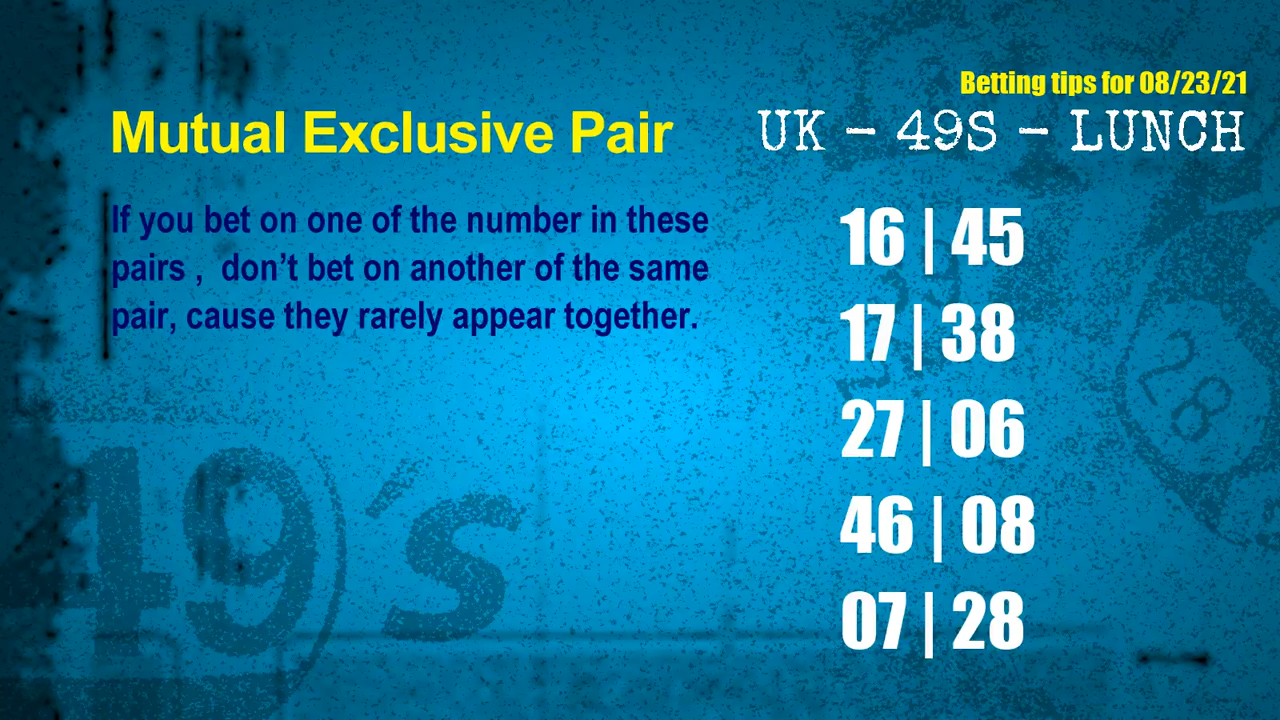 Betting tips for 08/23/21
Mutual Exclusive Pair
UK - 49S - LUNCH
If you bet on one of the number in these
pairs ,  don’t bet on another of the same
pair, cause they rarely appear together.
16 | 45
17 | 38
27 | 06
46 | 08
07 | 28
28
49's